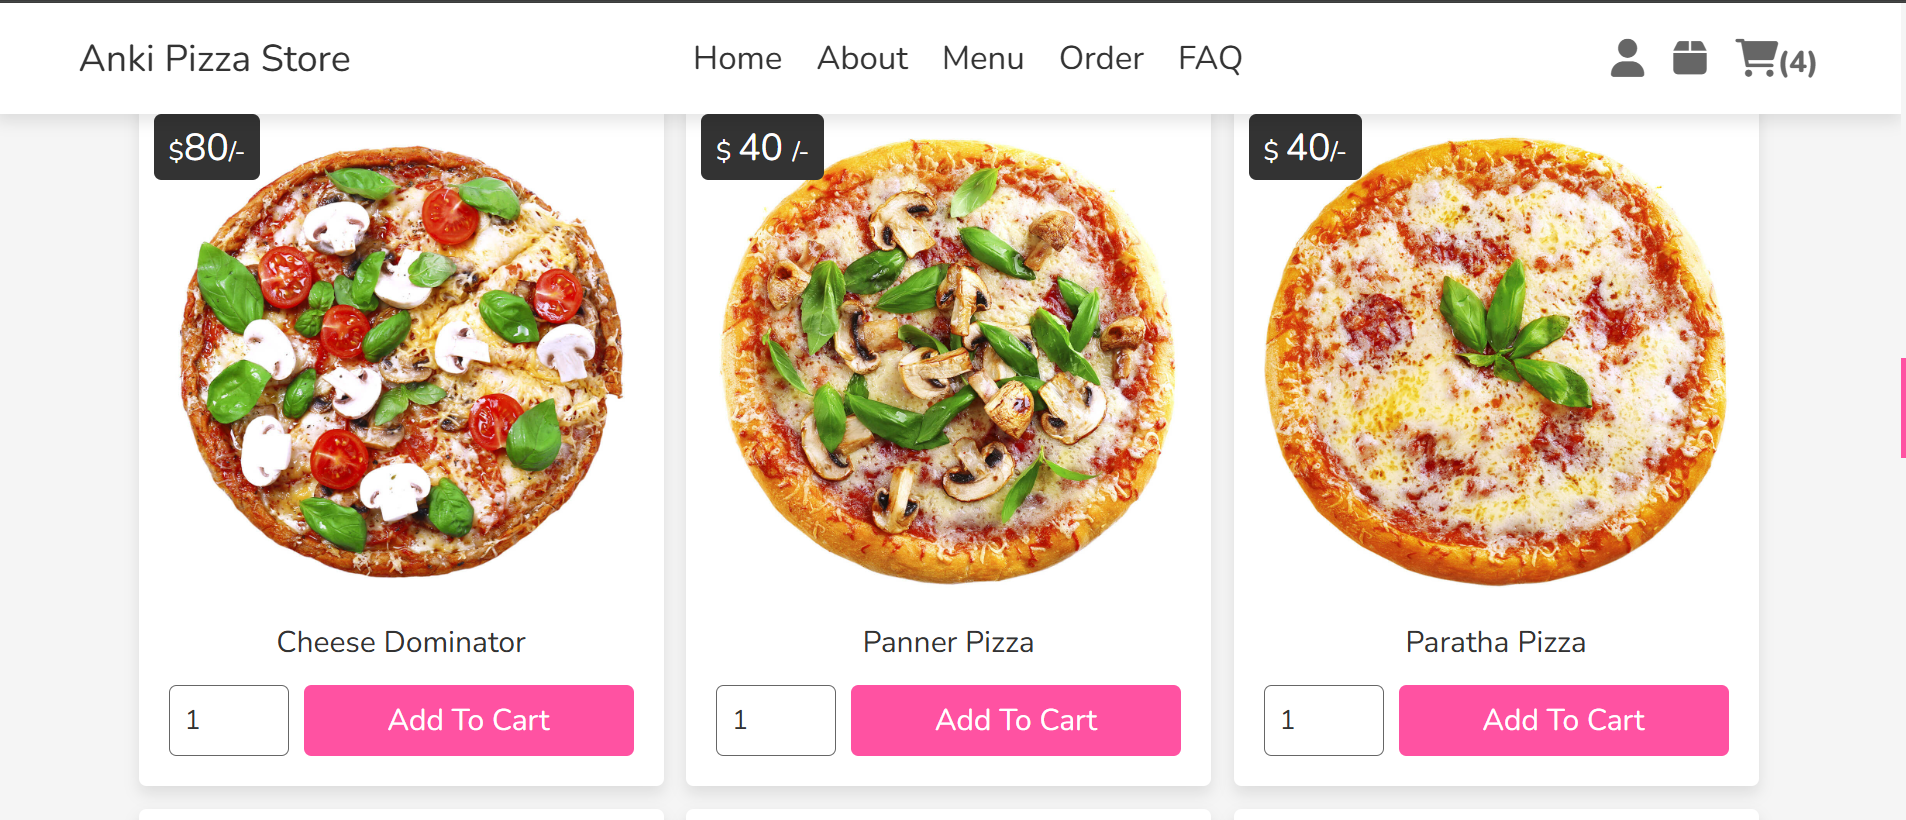 Anki Pizza Store Home About Menu Order FAQ (4)
$80/- $ 40 /- $ 40/-
Cheese Dominator Panner Pizza Paratha Pizza
1 Add To Cart 1 Add To Cart 1 Add To Cart